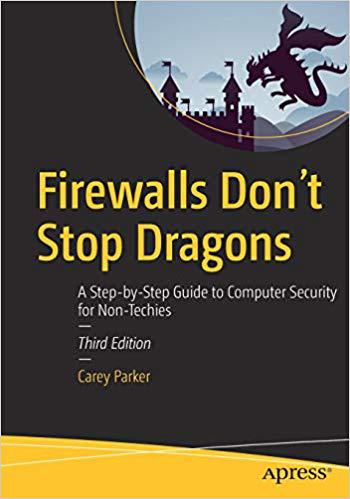 Firewalls Don’t
Stop Dragons
A Step-by-Step Guide to Computer Security
for Non-Techies
—
Third Edition
—
Carey Parker
Apress®